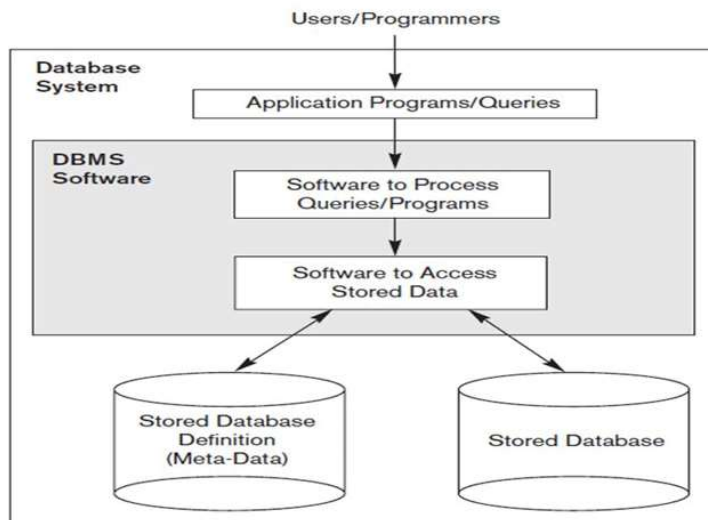 Users/Programmers
Database
System
Application Programs/Queries
DBMS
Software
Software to Process
Queries/Programs
Software to Access
Stored Data
Stored Database
Definition
(Meta-Data)
Stored Database